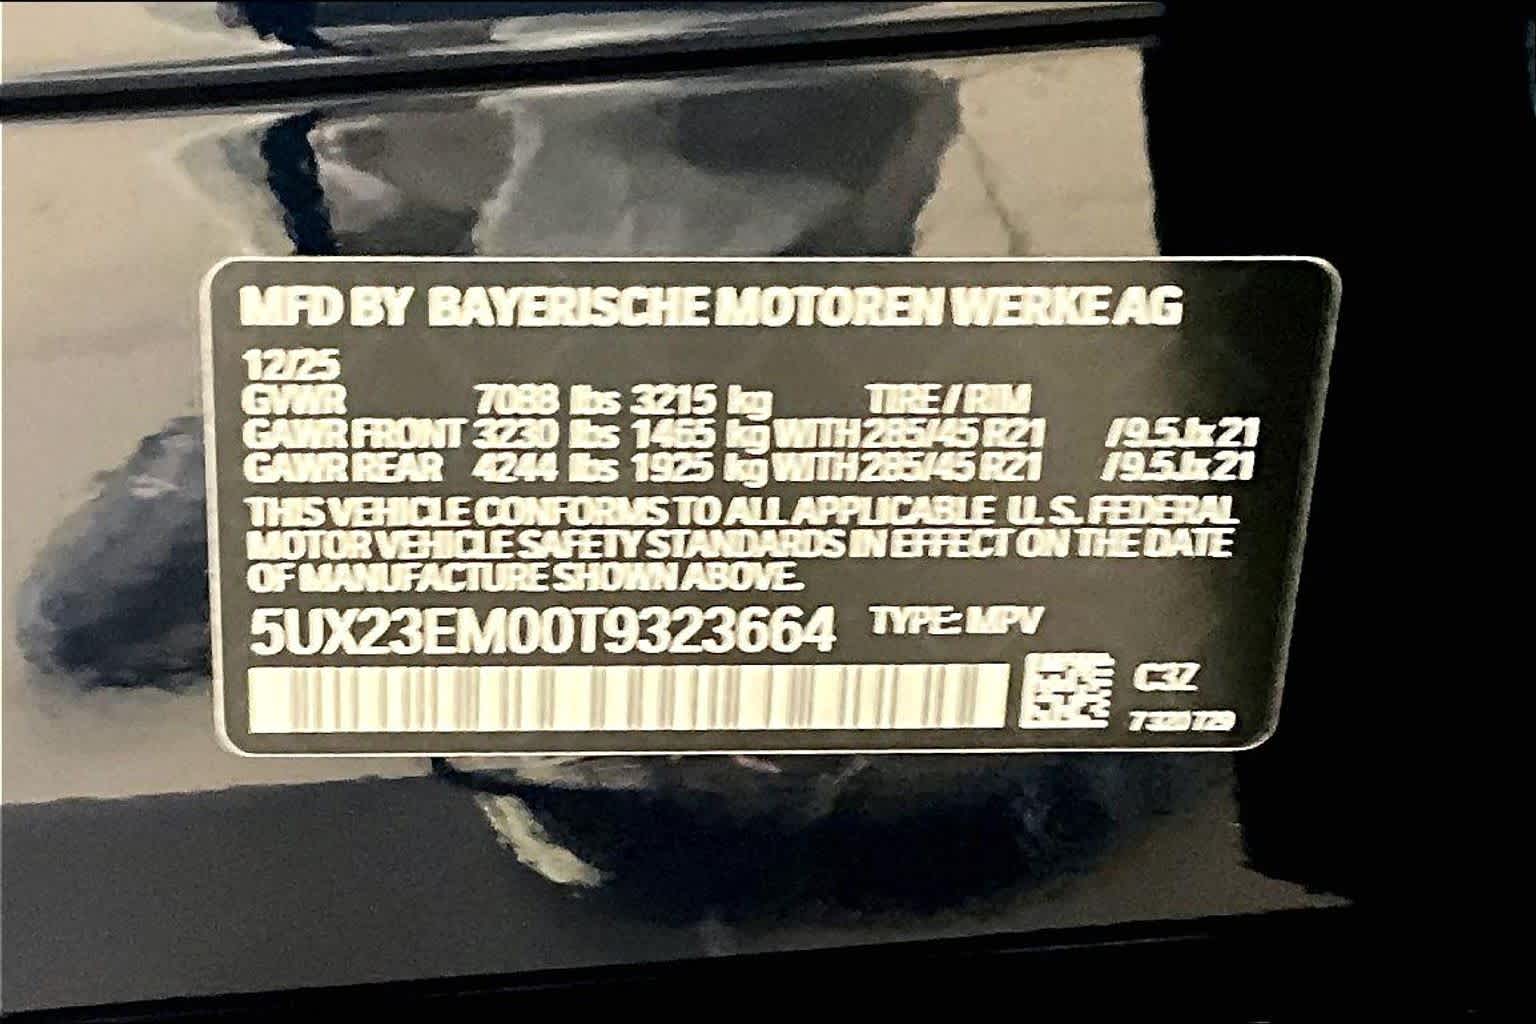 MFD BY BAYERISCHE MOTOREN WERKE AG
12/25
GVWR 7088 lbs 3215 kg TIRE / RIM
GAWR FRONT 3230 lbs 1465 kg WITH 285/45 R21 / 9.5Jx21
GAWR REAR 4244 lbs 1925 kg WITH 285/45 R21 / 9.5Jx21
THIS VEHICLE CONFORMS TO ALL APPLICABLE U.S. FEDERAL
MOTOR VEHICLE SAFETY STANDARDS IN EFFECT ON THE DATE
OF MANUFACTURE SHOWN ABOVE.
5UX23EM00T9323664 TYPE: MPV
C3Z